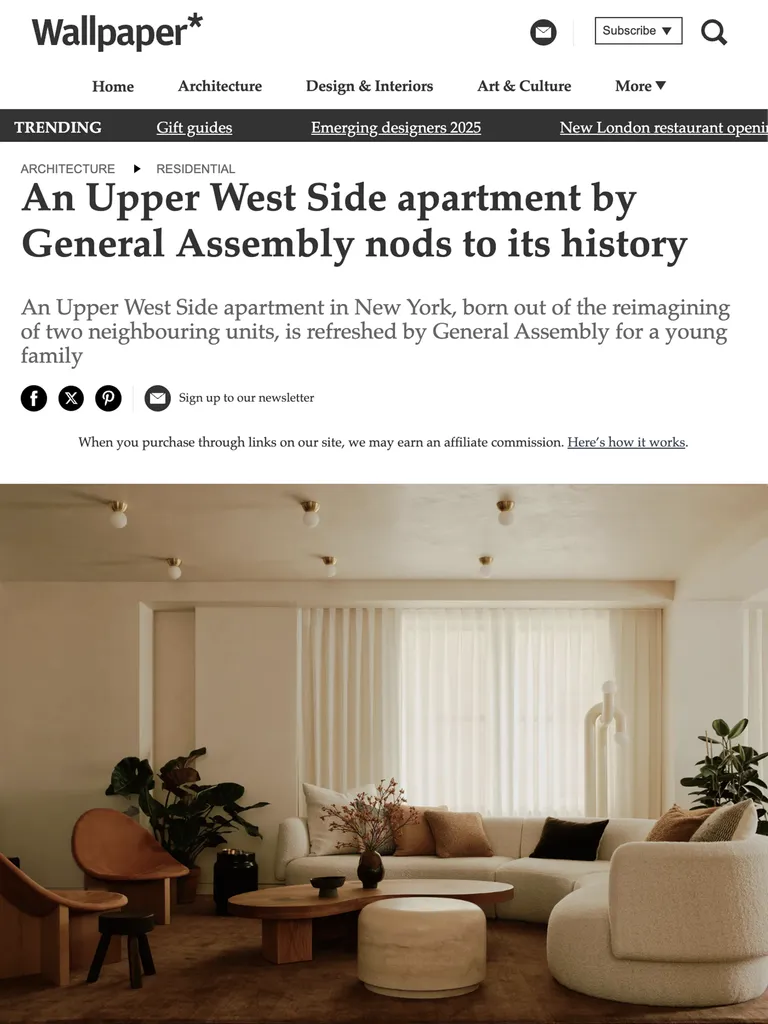 Wallpaper*
Subscribe ▼
Home Architecture Design & Interiors Art & Culture More ▼
TRENDING Gift guides Emerging designers 2025 New London restaurant
ARCHITECTURE ▶ RESIDENTIAL
An Upper West Side apartment by
General Assembly nods to its history
An Upper West Side apartment in New York, born out of the reimagining
of two neighbouring units, is refreshed by General Assembly for a young
family
Sign up to our newsletter
When you purchase through links on our site, we may earn an affiliate commission. Here’s how it works.